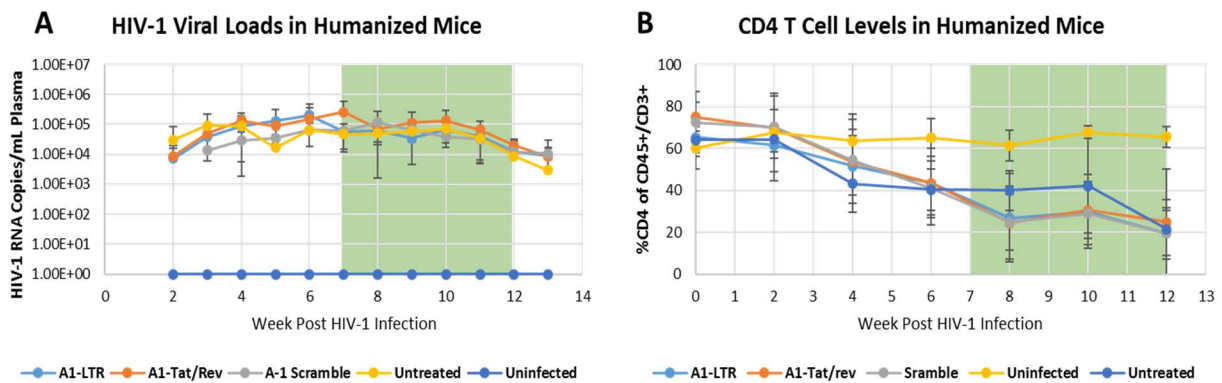 A HIV-1 Viral Loads in Humanized Mice
HIV-1 RNA Copies/mL Plasma
1.00E+07
1.00E+06
1.00E+05
1.00E+04
1.00E+03
1.00E+02
1.00E+01
1.00E+00
0 2 4 6 8 10 12 14
Week Post HIV-1 Infection
A1-LTR A1-Tat/Rev A-1 Scramble Untreated Uninfected
B CD4 T Cell Levels in Humanized Mice
%CD4 of CD45+/CD3+
100
80
60
40
20
0
0 1 2 3 4 5 6 7 8 9 10 11 12 13
Week Post HIV-1 Infection
A1-LTR A1-Tat/rev Sramble Uninfected Untreated